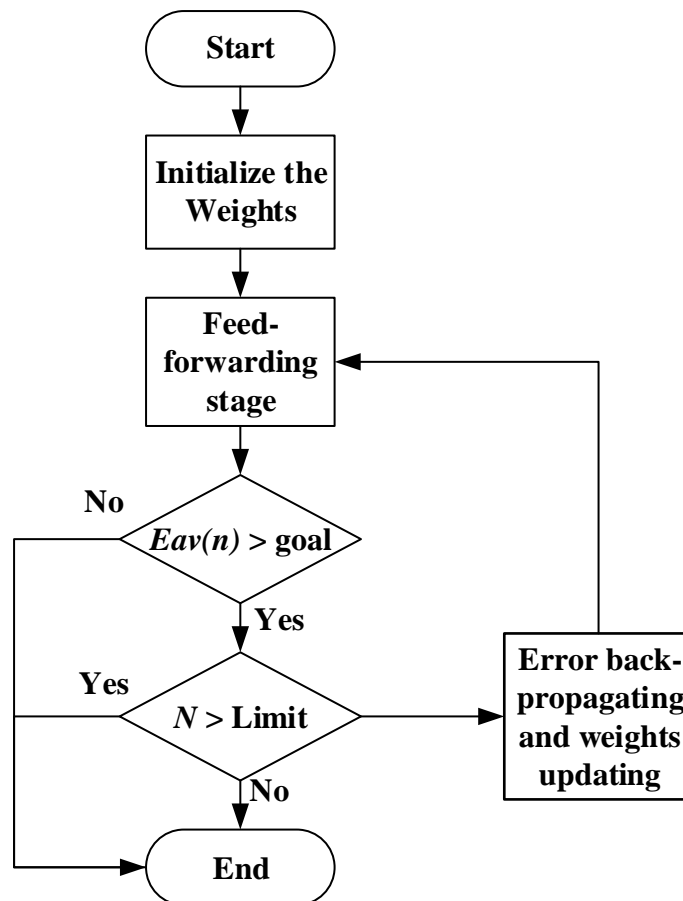 Start
Initialize the
Weights
Feed-
forwarding
stage
No
Eav(n) > goal
Yes
Yes
N > Limit
Error back-
propagating
and weights
updating
No
End